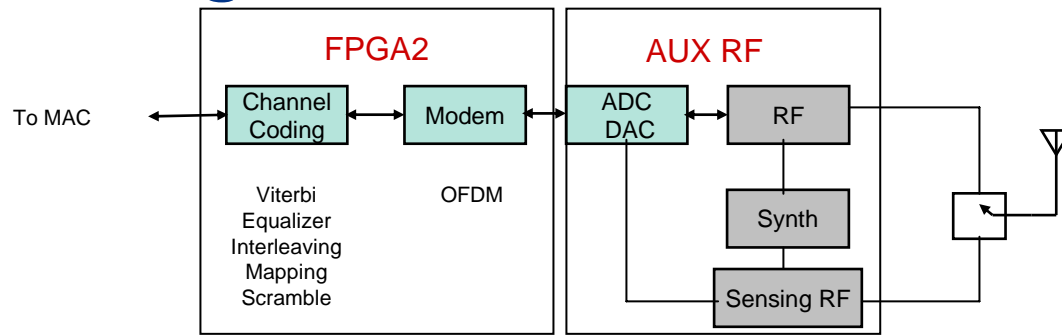 FPGA2
AUX RF
To MAC
Channel
Coding
Modem
ADC
DAC
RF
Viterbi
Equalizer
Interleaving
Mapping
Scramble
OFDM
Synth
Sensing RF